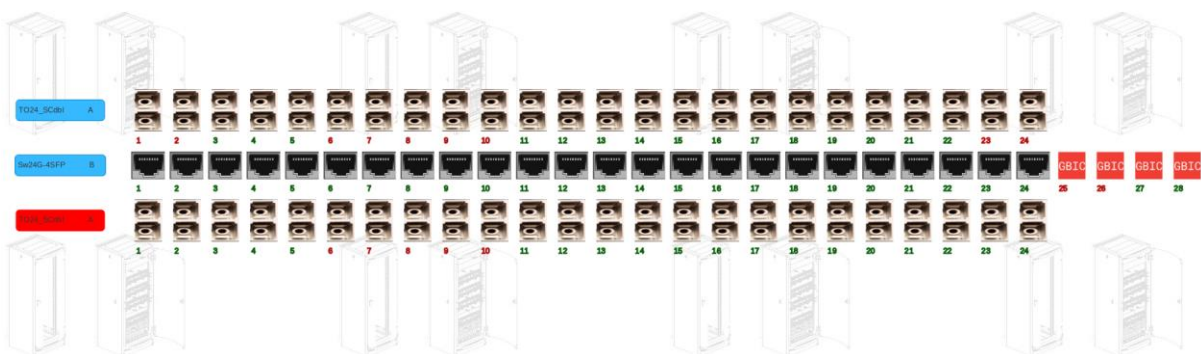 TO24_SCdbl A
1 2 3 4 5 6 7 8 9 10 11 12 13 14 15 16 17 18 19 20 21 22 23 24
Sw24G-4SFP B
GBIC GBIC GBIC GBIC
1 2 3 4 5 6 7 8 9 10 11 12 13 14 15 16 17 18 19 20 21 22 23 24 25 26 27 28
1 2 3 4 5 6 7 8 9 10 11 12 13 14 15 16 17 18 19 20 21 22 23 24